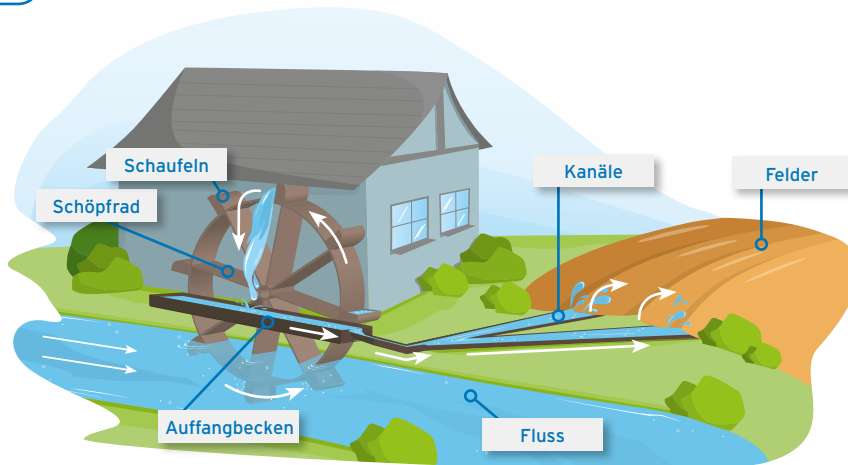 Schaufeln
Schöpfrad
Kanäle
Felder
Auffangbecken
Fluss